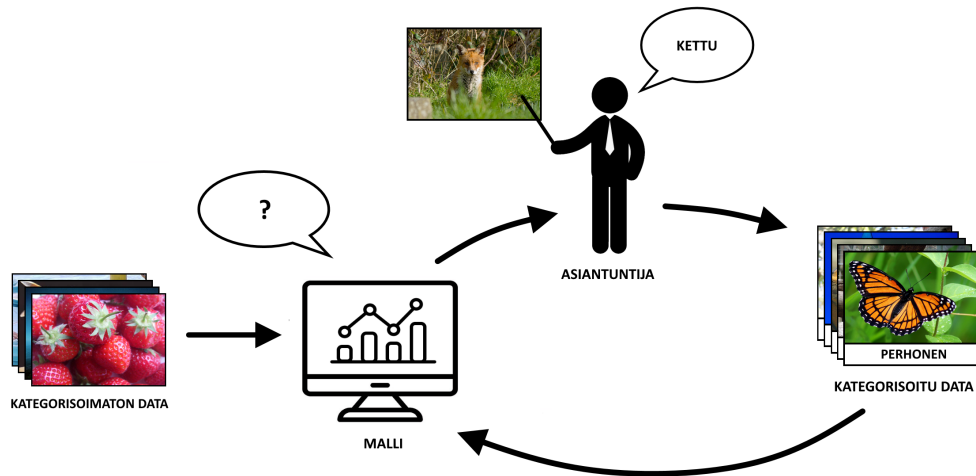 KETTU
?
ASIANTUNTIJA
PERHONEN
KATEGORISOIMATON DATA
KATEGORISOITU DATA
MALLI